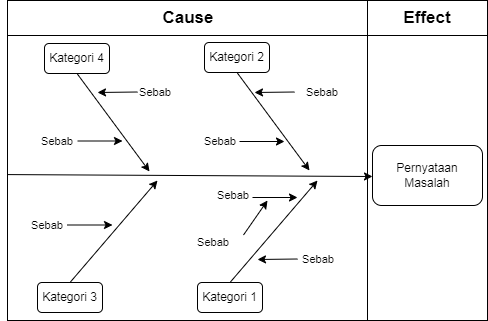 Cause
Effect
Kategori 4
Kategori 2
Sebab
Sebab
Sebab
Sebab
Pernyataan
Masalah
Sebab
Sebab
Sebab
Sebab
Kategori 3
Kategori 1